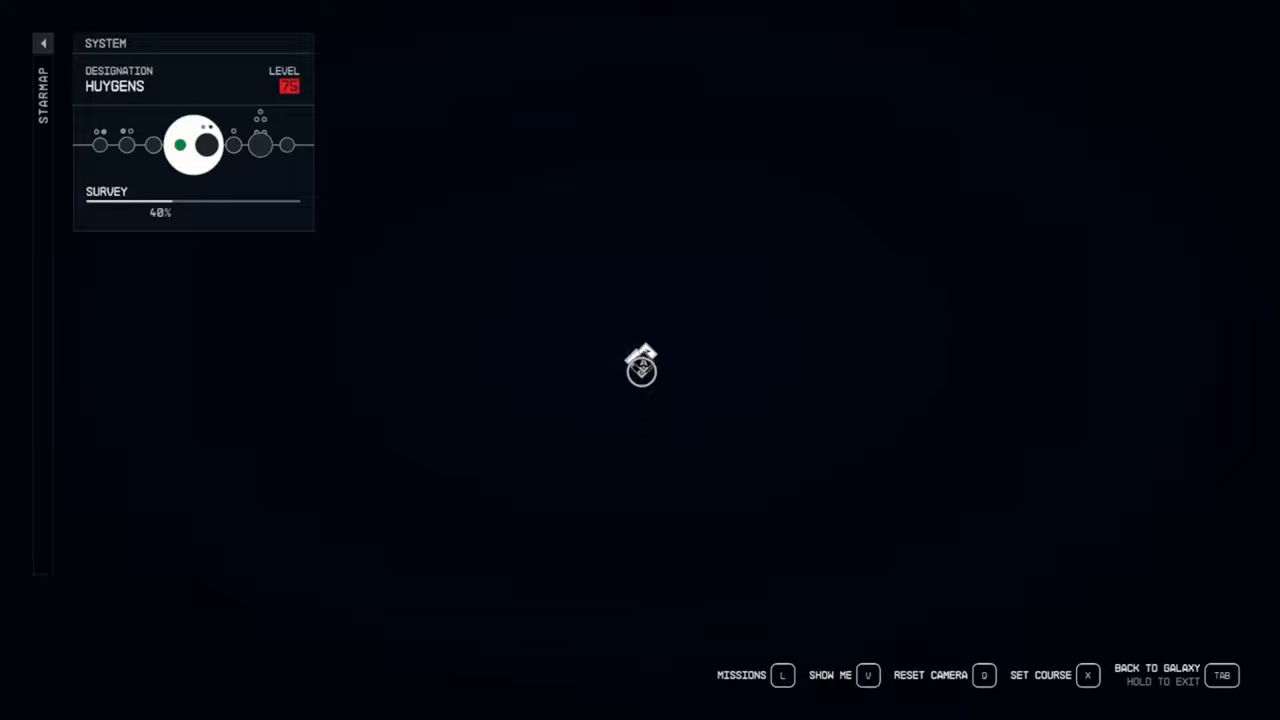 SYSTEM
DESIGNATION LEVEL
HUYGENS 75
SURVEY
40%
STARMAP
MISSIONS L SHOW ME V RESET CAMERA Q SET COURSE X BACK TO GALAXY TAB
HOLD TO EXIT